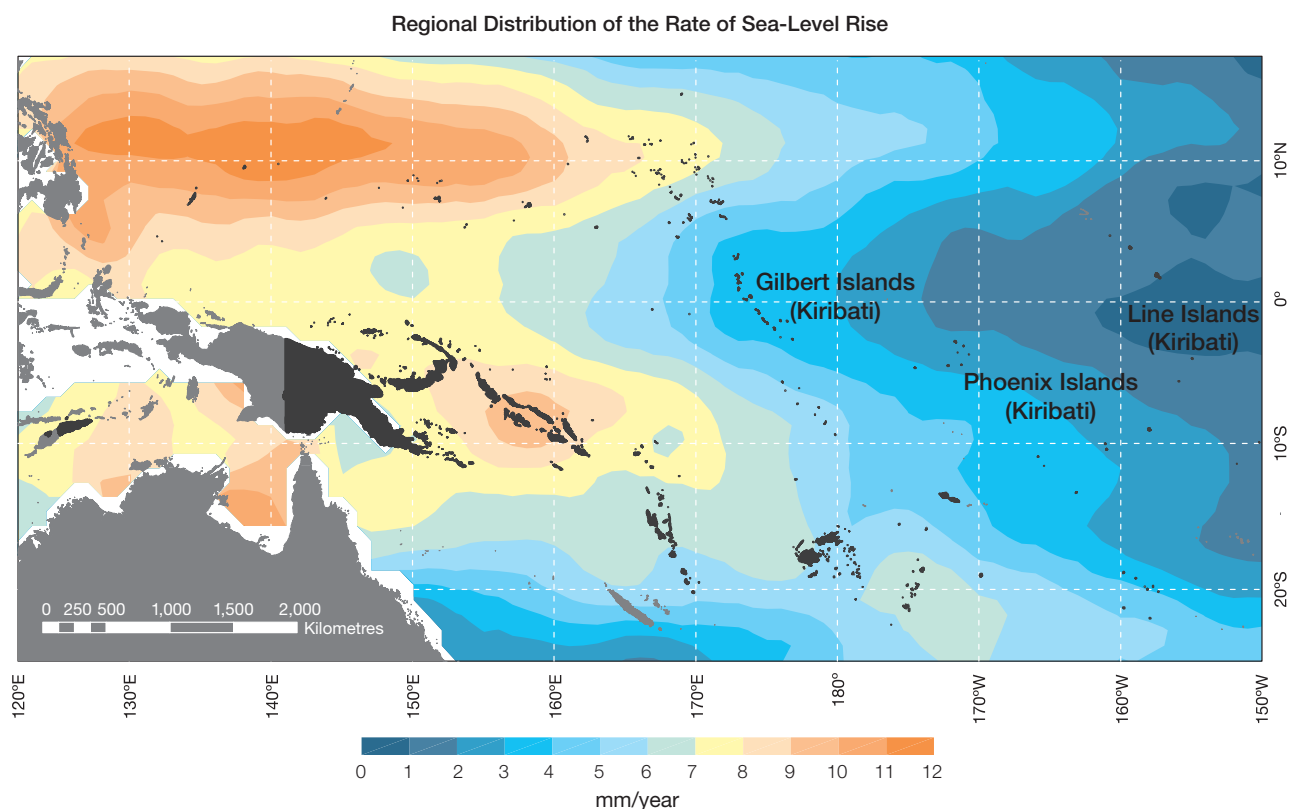 Regional Distribution of the Rate of Sea-Level Rise
10°N
0°
10°S
20°S
Gilbert Islands
(Kiribati)
Line Islands
(Kiribati)
Phoenix Islands
(Kiribati)
0 250 500 1,000 1,500 2,000
Kilometres
120°E 130°E 140°E 150°E 160°E 170°E 180° 170°W 160°W 150°W
0 1 2 3 4 5 6 7 8 9 10 11 12
mm/year